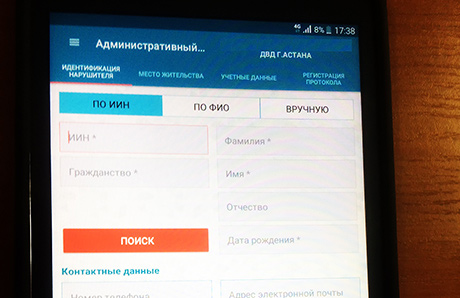 4G 8% 17:38
Административный...
ДВД Г.АСТАНА
ИДЕНТИФИКАЦИЯ НАРУШИТЕЛЯ
МЕСТО ЖИТЕЛЬСТВА
УЧЕТНЫЕ ДАННЫЕ
РЕГИСТРАЦИЯ ПРОТОКОЛА
ПО ИИН
ПО ФИО
ВРУЧНУЮ
ИИН *
Фамилия *
Гражданство *
Имя *
Отчество
ПОИСК
Дата рождения *
Контактные данные
Номер телефона
Адрес электронной почты